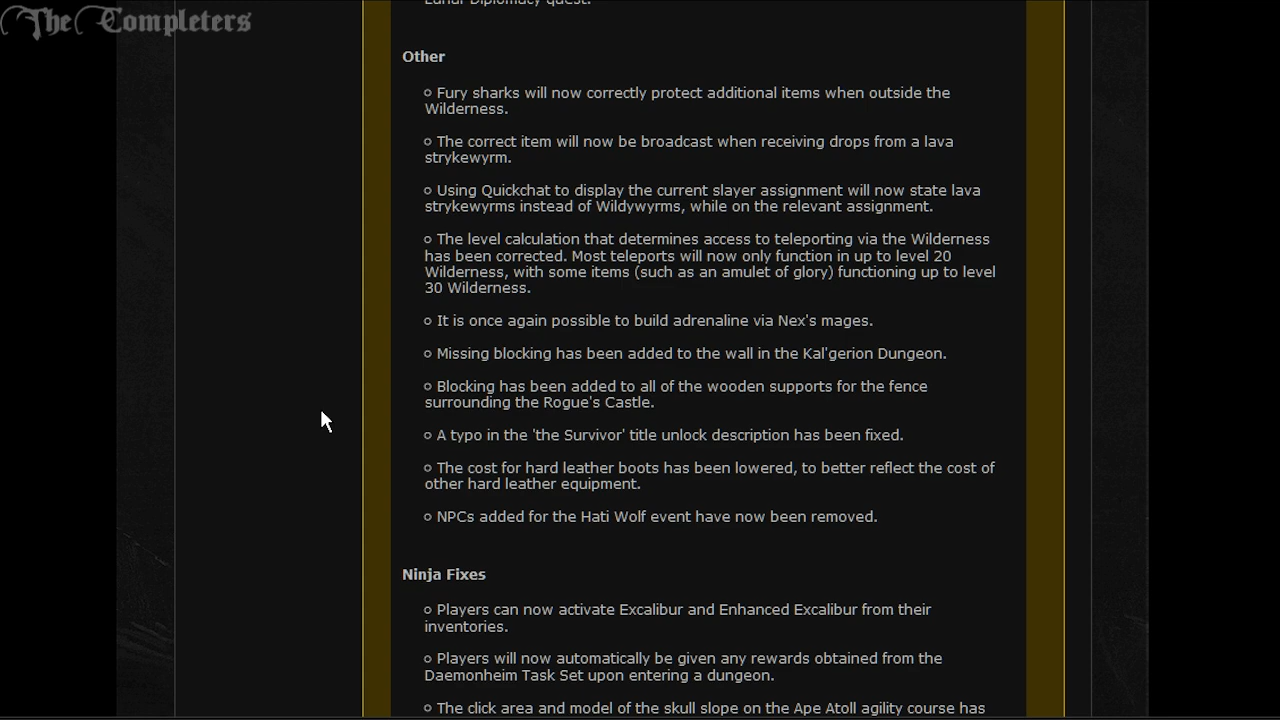 The Completers
Lunar Diplomacy quest.
Other
Fury sharks will now correctly protect additional items when outside the
Wilderness.
The correct item will now be broadcast when receiving drops from a lava
strykewyrm.
Using Quickchat to display the current slayer assignment will now state lava
strykewyrms instead of Wildywyrms, while on the relevant assignment.
The level calculation that determines access to teleporting via the Wilderness
has been corrected. Most teleports will now only function in up to level 20
Wilderness, with some items (such as an amulet of glory) functioning up to level
30 Wilderness.
It is once again possible to build adrenaline via Nex's mages.
Missing blocking has been added to the wall in the Kal'gerion Dungeon.
Blocking has been added to all of the wooden supports for the fence
surrounding the Rogue's Castle.
A typo in the 'the Survivor' title unlock description has been fixed.
The cost for hard leather boots has been lowered, to better reflect the cost of
other hard leather equipment.
NPCs added for the Hati Wolf event have now been removed.
Ninja Fixes
Players can now activate Excalibur and Enhanced Excalibur from their
inventories.
Players will now automatically be given any rewards obtained from the
Daemonheim Task Set upon entering a dungeon.
The click area and model of the skull slope on the Ape Atoll agility course has